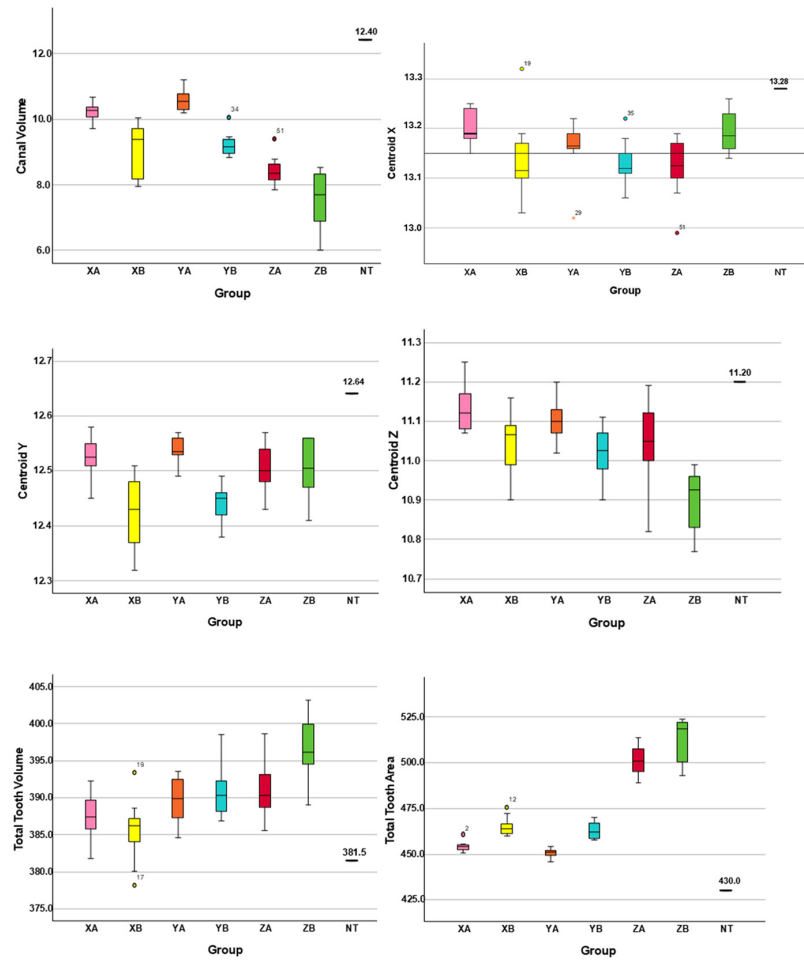 Canal Volume
12.0
10.0
8.0
6.0
34
51
12.40
XA XB YA YB ZA ZB NT
Group
Centroid X
13.3
13.2
13.1
13.0
19
29
35
51
13.28
XA XB YA YB ZA ZB NT
Group
Centroid Y
12.7
12.6
12.5
12.4
12.3
12.64
XA XB YA YB ZA ZB NT
Group
Centroid Z
11.3
11.2
11.1
11.0
10.9
10.8
10.7
11.20
XA XB YA YB ZA ZB NT
Group
Total Tooth Volume
405.0
400.0
395.0
390.0
385.0
380.0
375.0
19
17
381.5
XA XB YA YB ZA ZB NT
Group
Total Tooth Area
525.0
500.0
475.0
450.0
425.0
2
12
430.0
XA XB YA YB ZA ZB NT
Group